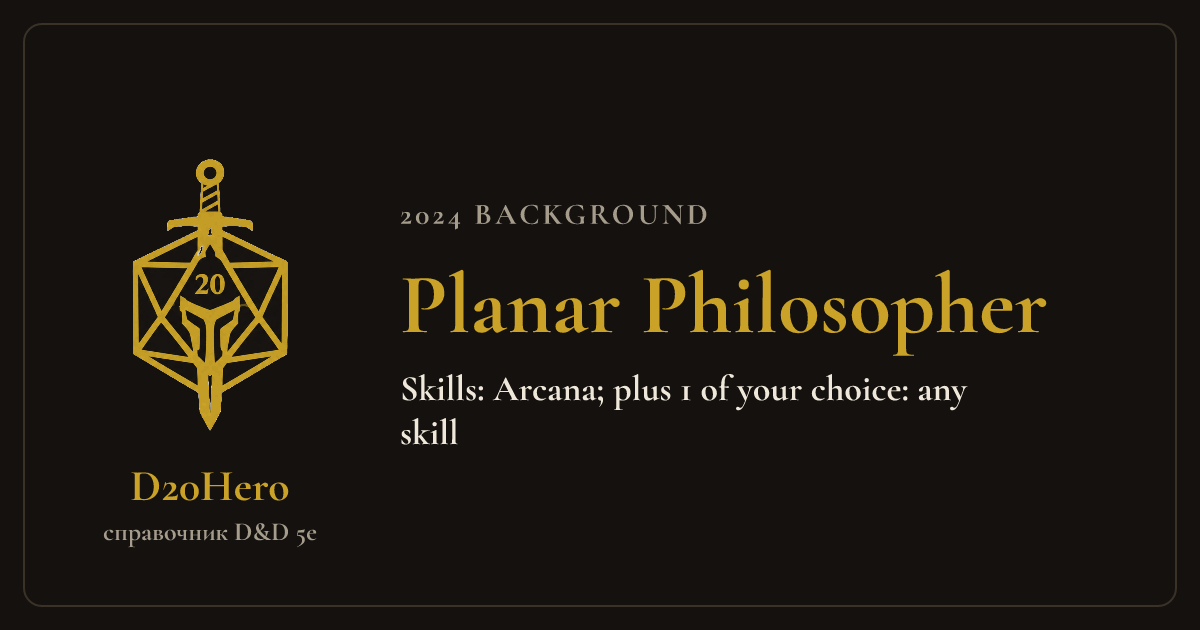 20
D20Hero
справочник D&D 5e
2024 BACKGROUND
Planar Philosopher
Skills: Arcana; plus 1 of your choice: any
skill